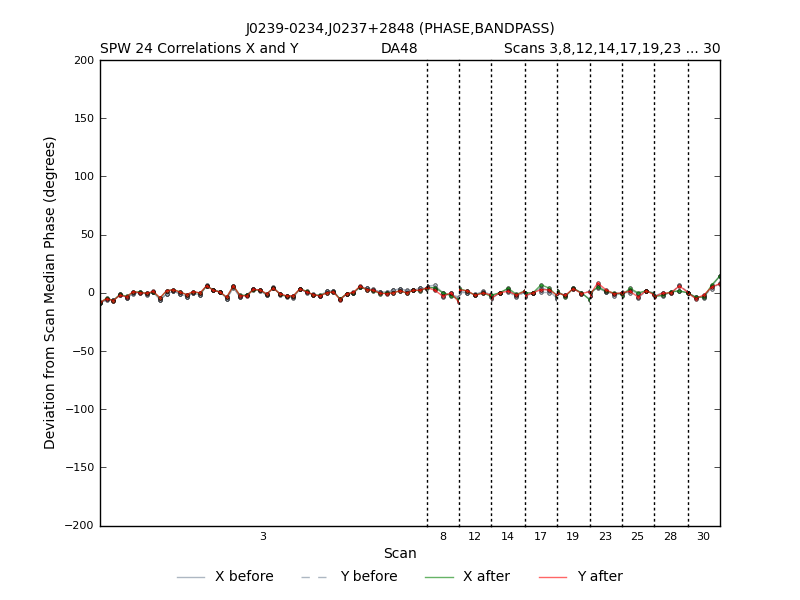 J0239-0234,J0237+2848 (PHASE,BANDPASS)
SPW 24 Correlations X and Y DA48 Scans 3,8,12,14,17,19,23 ... 30
200
150
100
50
0
−50
−100
−150
−200
Deviation from Scan Median Phase (degrees)
3 8 12 14 17 19 23 25 28 30
Scan
X before Y before X after Y after